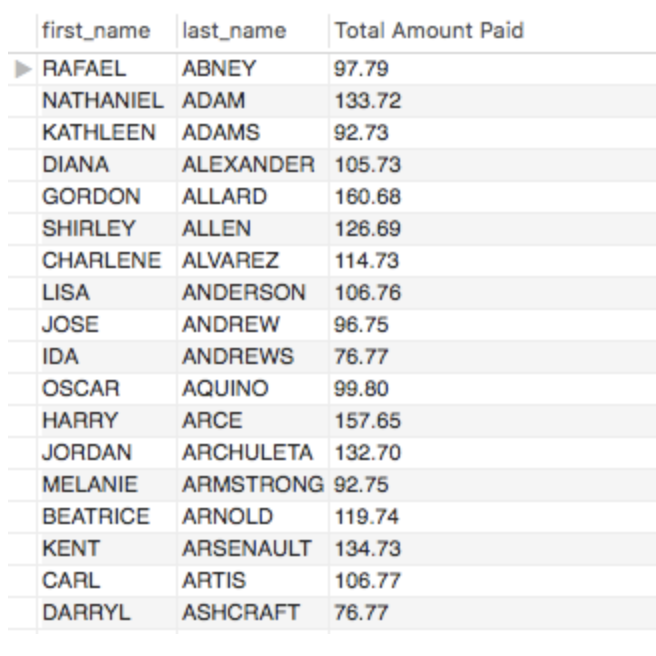 first_name last_name Total Amount Paid
RAFAEL ABNEY 97.79
NATHANIEL ADAM 133.72
KATHLEEN ADAMS 92.73
DIANA ALEXANDER 105.73
GORDON ALLARD 160.68
SHIRLEY ALLEN 126.69
CHARLENE ALVAREZ 114.73
LISA ANDERSON 106.76
JOSE ANDREW 96.75
IDA ANDREWS 76.77
OSCAR AQUINO 99.80
HARRY ARCE 157.65
JORDAN ARCHULETA 132.70
MELANIE ARMSTRONG 92.75
BEATRICE ARNOLD 119.74
KENT ARSENAULT 134.73
CARL ARTIS 106.77
DARRYL ASHCRAFT 76.77